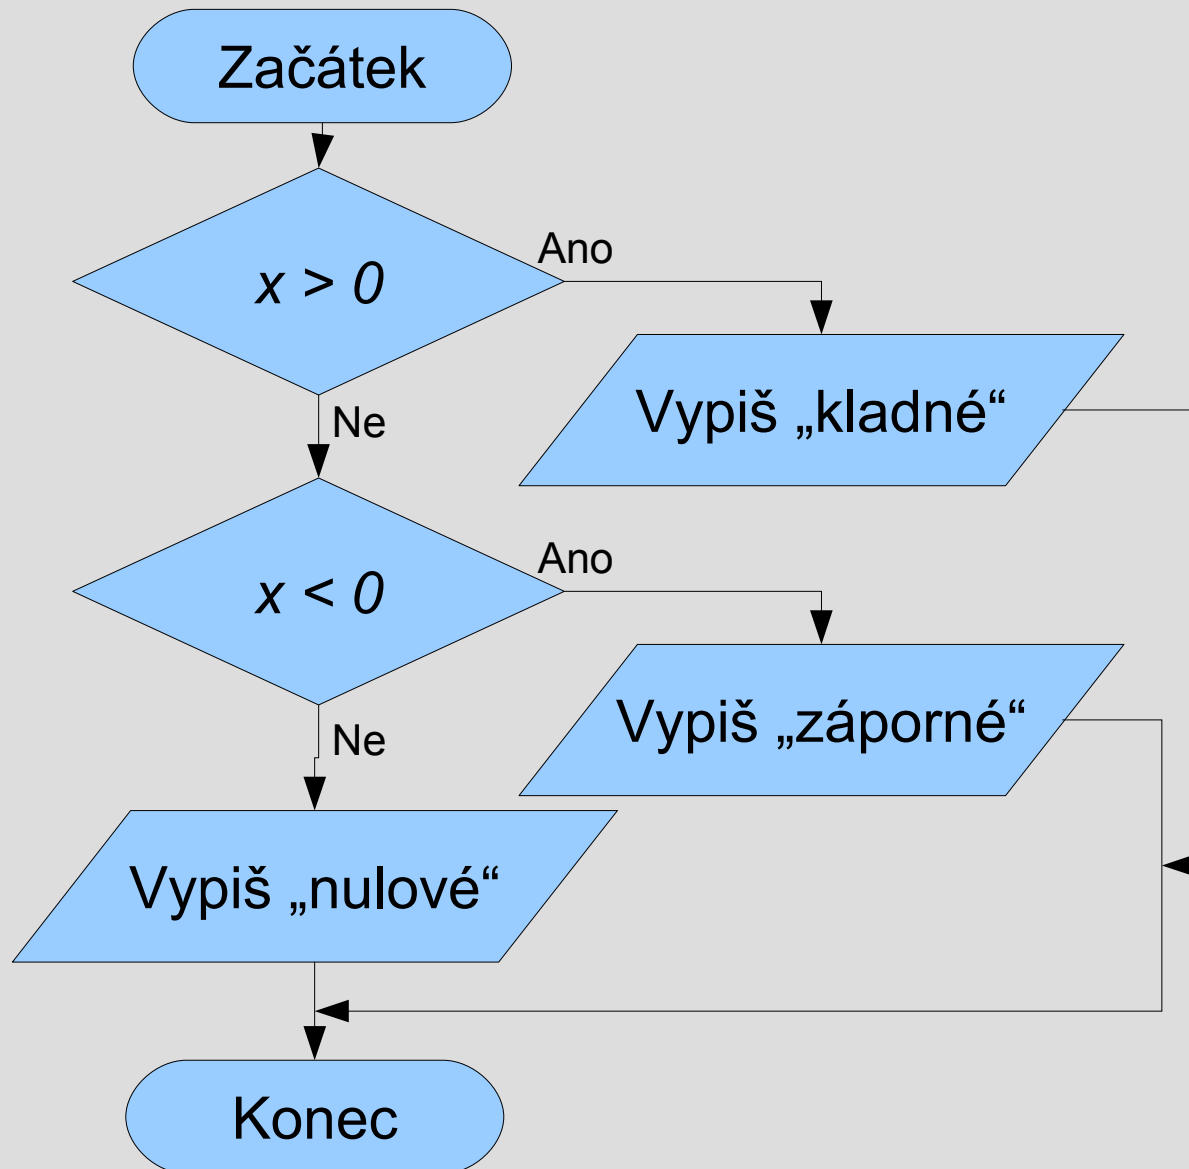 Začátek
Ano
x > 0
Vypiš „kladné“
Ne
Ano
x < 0
Vypiš „záporné“
Ne
Vypiš „nulové“
Konec